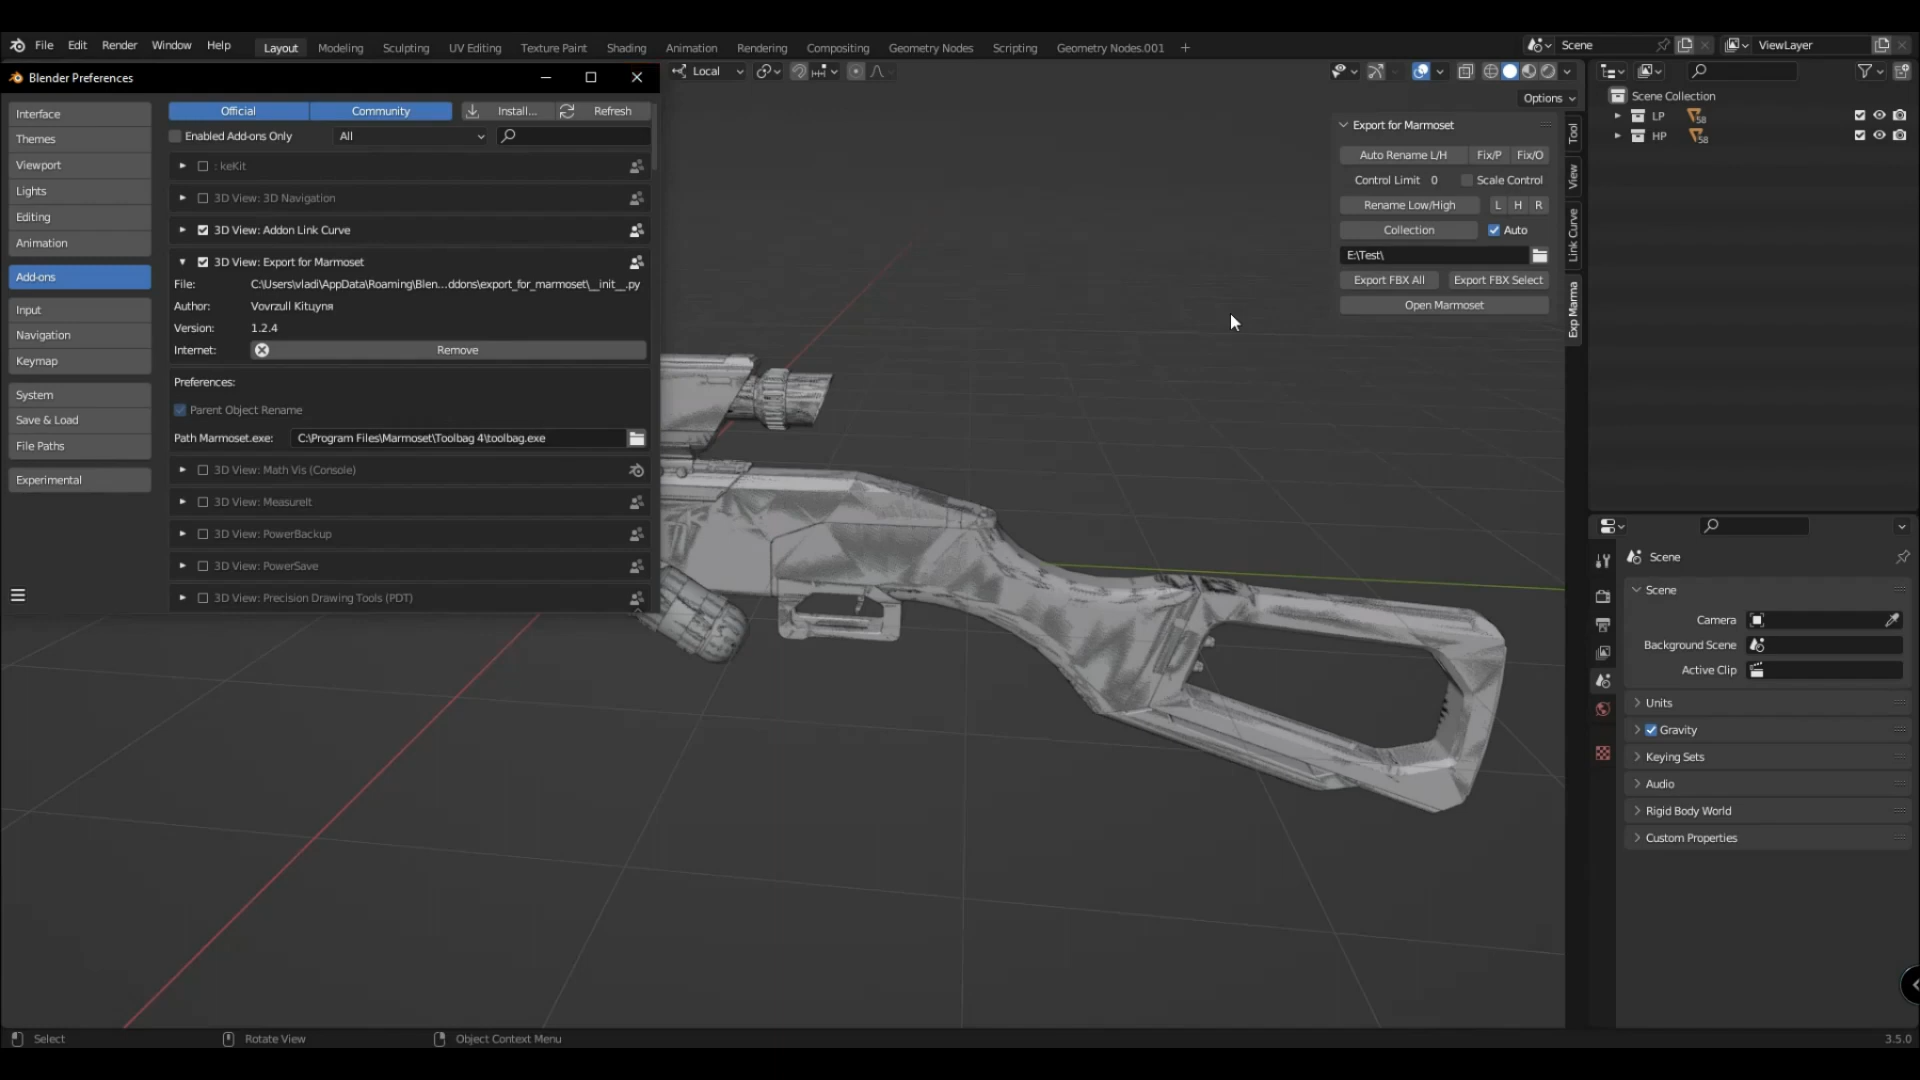 File Edit Render Window Help Layout Modeling Sculpting UV Editing Texture Paint Shading Animation Rendering Compositing Geometry Nodes Scripting Geometry Nodes.001 + Scene ViewLayer
Blender Preferences
Local
Options
Interface
Themes
Viewport
Lights
Editing
Animation
Add-ons
Input
Navigation
Keymap
System
Save & Load
File Paths
Experimental
Official Community Install... Refresh
Enabled Add-ons Only All
: keKit
3D View: 3D Navigation
3D View: Addon Link Curve
3D View: Export for Marmoset
File: C:\Users\vladi\AppData\Roaming\Blen...ddons\export_for_marmoset\__init__.py
Author: Vovrzull Kitцyпя
Version: 1.2.4
Internet: Remove
Preferences:
Parent Object Rename
Path Marmoset.exe: C:\Program Files\Marmoset\Toolbag 4\toolbag.exe
3D View: Math Vis (Console)
3D View: MeasureIt
3D View: PowerBackup
3D View: PowerSave
3D View: Precision Drawing Tools (PDT)
Export for Marmoset
Auto Rename L/H Fix/P Fix/O
Control Limit 0 Scale Control
Rename Low/High L H R
Collection Auto
E:\Test\
Export FBX All Export FBX Select
Open Marmoset
Tool
View
Link Curve
Exp Marma
Scene Collection
LP 58
HP 58
Scene
Scene
Camera
Background Scene
Active Clip
Units
Gravity
Keying Sets
Audio
Rigid Body World
Custom Properties
Select Rotate View Object Context Menu 3.5.0